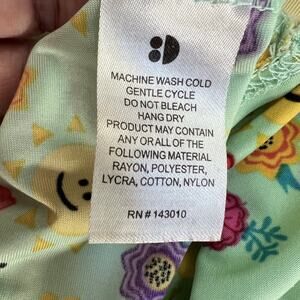 MACHINE WASH COLD
GENTLE CYCLE
DO NOT BLEACH
HANG DRY
PRODUCT MAY CONTAIN
ANY OR ALL OF THE
FOLLOWING MATERIAL
RAYON, POLYESTER,
LYCRA, COTTON, NYLON
RN # 143010